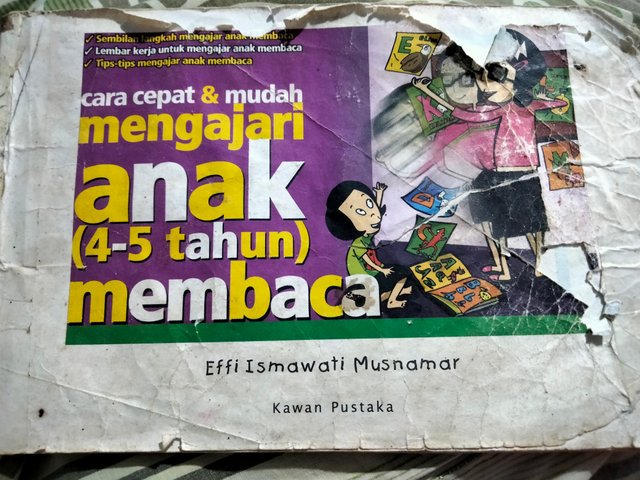 ✓ Sembilan langkah mengajar anak membaca
✓ Lembar kerja untuk mengajar anak membaca
✓ Tips-tips mengajar anak membaca
cara cepat & mudah
mengajari
anak
(4-5 tahun)
membaca
Effi Ismawati Musnamar
Kawan Pustaka